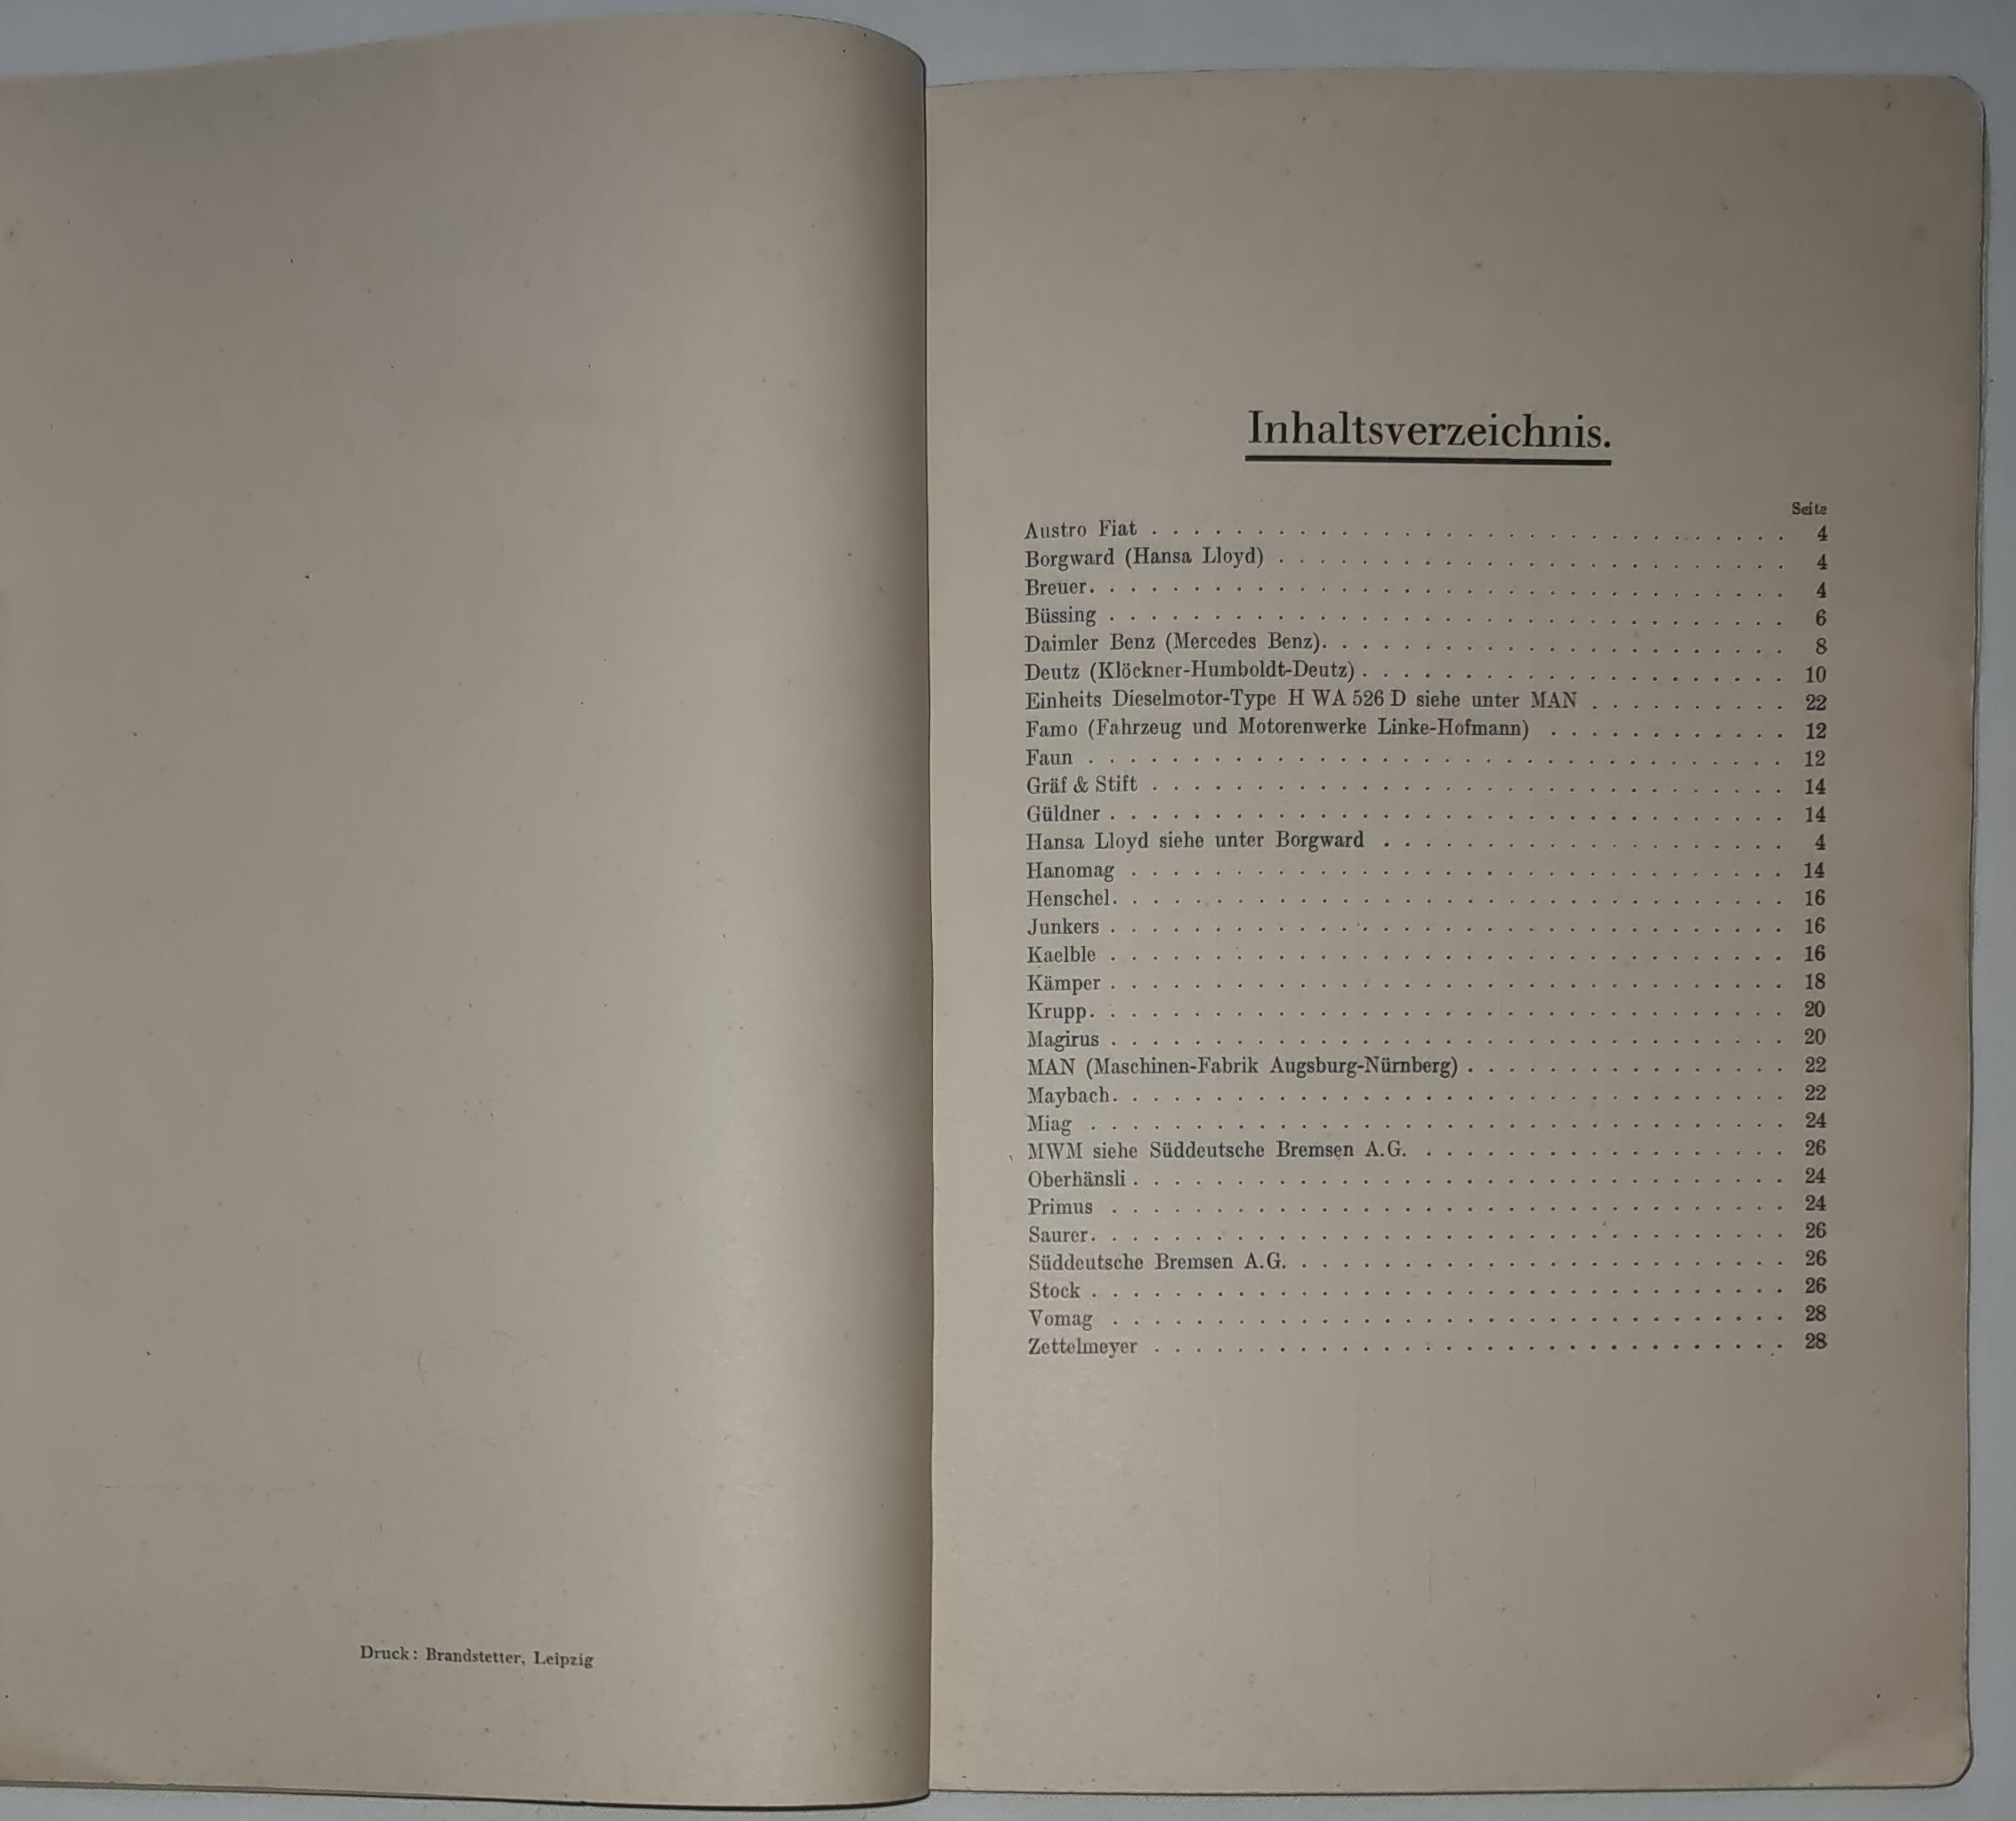 Druck: Brandstetter, Leipzig
Inhaltsverzeichnis.
Seite
Austro Fiat . . . . . . . . . . . . . . . . . . . . 4
Borgward (Hansa Lloyd) . . . . . . . . . . . . . . . . . . . . 4
Breuer. . . . . . . . . . . . . . . . . . . . 4
Büssing . . . . . . . . . . . . . . . . . . . . 6
Daimler Benz (Mercedes Benz). . . . . . . . . . . . . . . . . . . . 8
Deutz (Klöckner-Humboldt-Deutz) . . . . . . . . . . . . . . . . . . . . 10
Einheits Dieselmotor-Type H WA 526 D siehe unter MAN . . . . . . . . . . 22
Famo (Fahrzeug und Motorenwerke Linke-Hofmann) . . . . . . . . . . . . 12
Faun . . . . . . . . . . . . . . . . . . . . 12
Gräf & Stift . . . . . . . . . . . . . . . . . . . . 14
Güldner . . . . . . . . . . . . . . . . . . . . 14
Hansa Lloyd siehe unter Borgward . . . . . . . . . . . . . . . . . . . . 4
Hanomag . . . . . . . . . . . . . . . . . . . . 14
Henschel. . . . . . . . . . . . . . . . . . . . 16
Junkers . . . . . . . . . . . . . . . . . . . . 16
Kaelble . . . . . . . . . . . . . . . . . . . . 16
Kämper . . . . . . . . . . . . . . . . . . . . 18
Krupp. . . . . . . . . . . . . . . . . . . . 20
Magirus . . . . . . . . . . . . . . . . . . . . 20
MAN (Maschinen-Fabrik Augsburg-Nürnberg) . . . . . . . . . . . . . . . . 22
Maybach. . . . . . . . . . . . . . . . . . . . 22
Miag . . . . . . . . . . . . . . . . . . . . 24
MWM siehe Süddeutsche Bremsen A.G. . . . . . . . . . . . . . . . . . . 26
Oberhänsli . . . . . . . . . . . . . . . . . . . . 24
Primus . . . . . . . . . . . . . . . . . . . . 24
Saurer. . . . . . . . . . . . . . . . . . . . 26
Süddeutsche Bremsen A.G. . . . . . . . . . . . . . . . . . . . 26
Stock . . . . . . . . . . . . . . . . . . . . 26
Vomag . . . . . . . . . . . . . . . . . . . . 28
Zettelmeyer . . . . . . . . . . . . . . . . . . . . 28